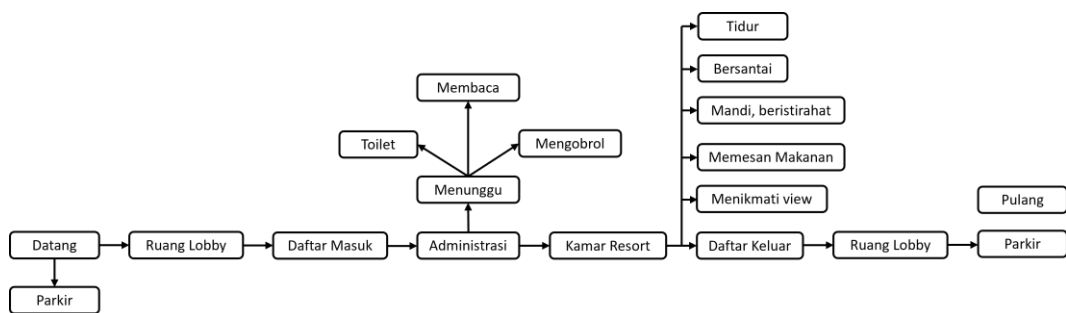 Tidur
Bersantai
Membaca
Mandi, beristirahat
Toilet
Mengobrol
Memesan Makanan
Menunggu
Menikmati view
Pulang
Datang
Ruang Lobby
Daftar Masuk
Administrasi
Kamar Resort
Daftar Keluar
Ruang Lobby
Parkir
Parkir